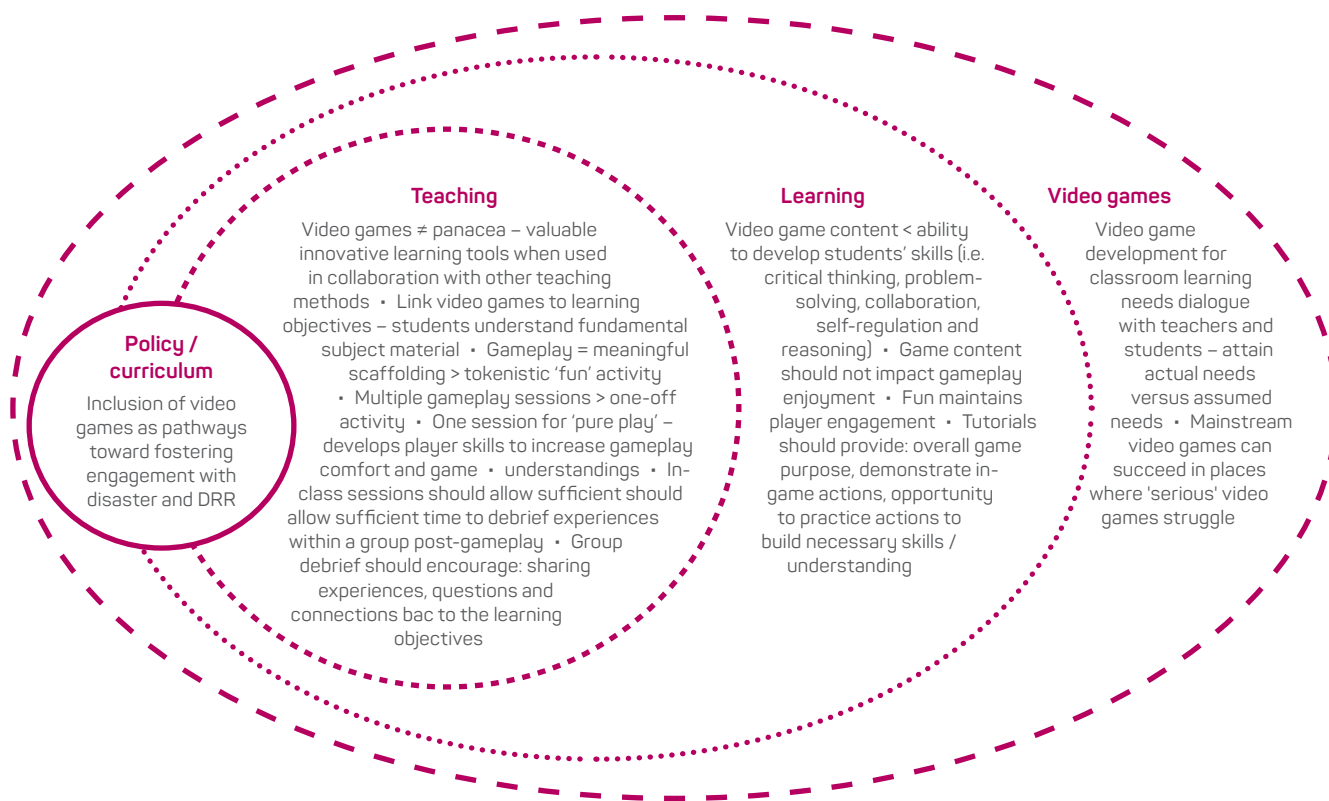 Policy /
curriculum
Inclusion of video
games as pathways
toward fostering
engagement with
disaster and DRR
Teaching
Video games ≠ panacea – valuable
innovative learning tools when used
in collaboration with other teaching
methods • Link video games to learning
objectives – students understand fundamental
subject material • Gameplay = meaningful
scaffolding > tokenistic ‘fun’ activity
• Multiple gameplay sessions > one-off
activity • One session for ‘pure play’ –
develops player skills to increase gameplay
comfort and game • understandings • In-
class sessions should allow sufficient should
allow sufficient time to debrief experiences
within a group post-gameplay • Group
debrief should encourage: sharing
experiences, questions and
connections bac to the learning
objectives
Learning
Video game content < ability
to develop students’ skills (i.e.
critical thinking, problem-
solving, collaboration,
self-regulation and
reasoning) • Game content
should not impact gameplay
enjoyment • Fun maintains
player engagement • Tutorials
should provide: overall game
purpose, demonstrate in-
game actions, opportunity
to practice actions to
build necessary skills /
understanding
Video games
Video game
development for
classroom learning
needs dialogue
with teachers and
students – attain
actual needs
versus assumed
needs • Mainstream
video games can
succeed in places
where 'serious' video
games struggle